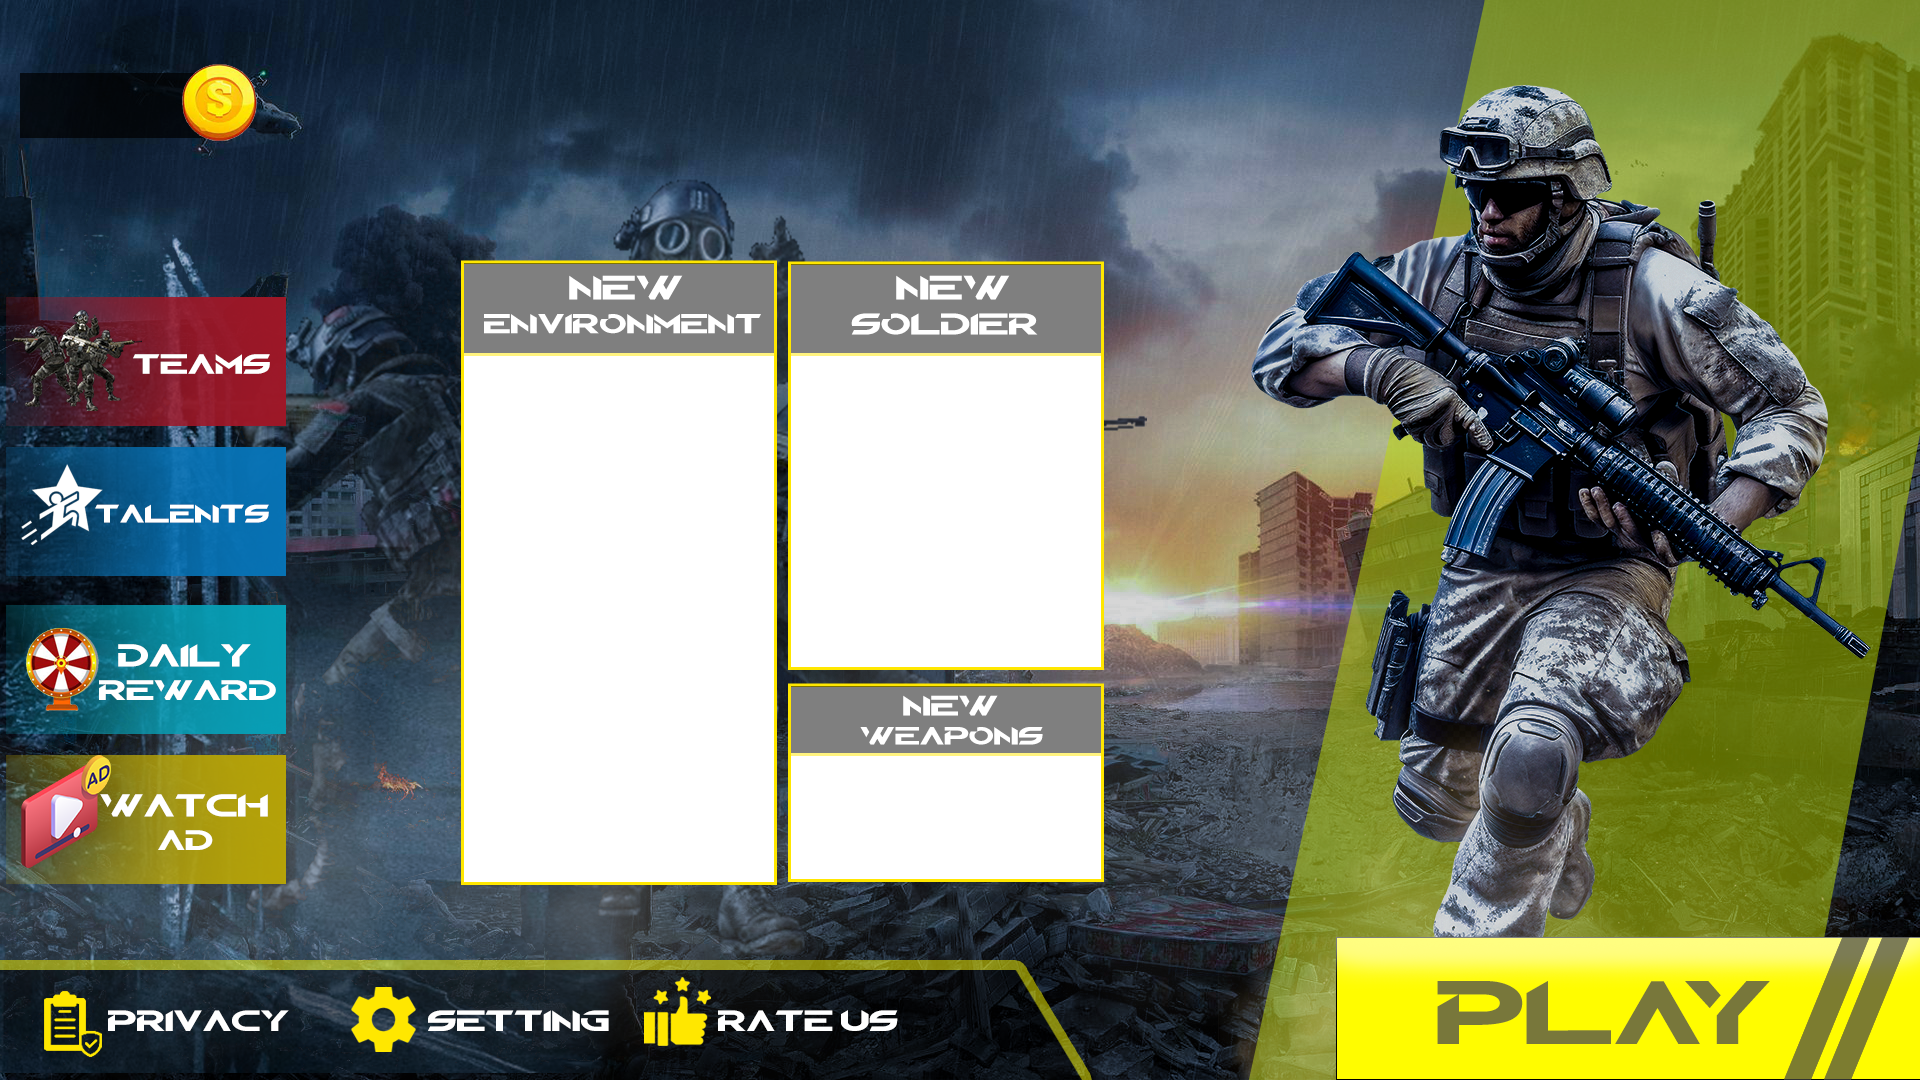 S
TEAMS
TALENTS
DAILY
REWARD
AD
WATCH
AD
NEW
ENVIRONMENT
NEW
SOLDIER
NEW
WEAPONS
PRIVACY
SETTING
RATE US
PLAY